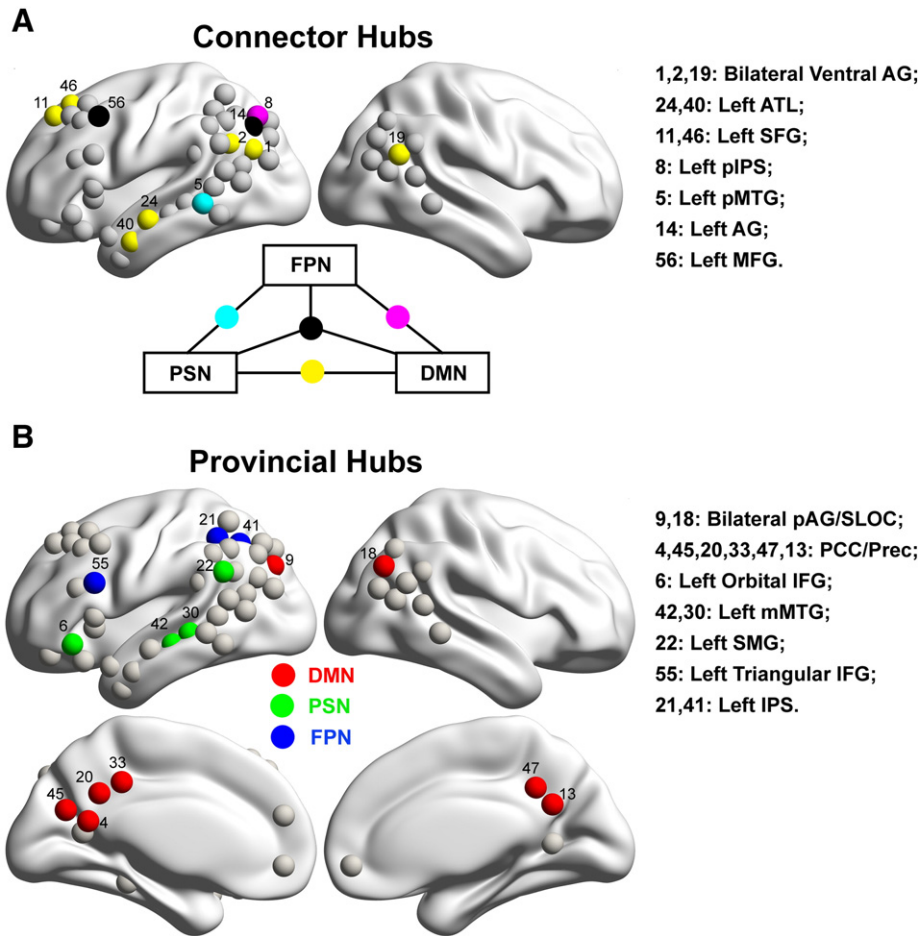 A
Connector Hubs
46
11
56
14
8
2
1
5
24
40
19
1,2,19: Bilateral Ventral AG;
24,40: Left ATL;
11,46: Left SFG;
8: Left pIPS;
5: Left pMTG;
14: Left AG;
56: Left MFG.
FPN
PSN
DMN
B
Provincial Hubs
21
41
9
55
22
6
42
30
18
9,18: Bilateral pAG/SLOC;
4,45,20,33,47,13: PCC/Prec;
6: Left Orbital IFG;
42,30: Left mMTG;
22: Left SMG;
55: Left Triangular IFG;
21,41: Left IPS.
DMN
PSN
FPN
33
20
45
4
47
13